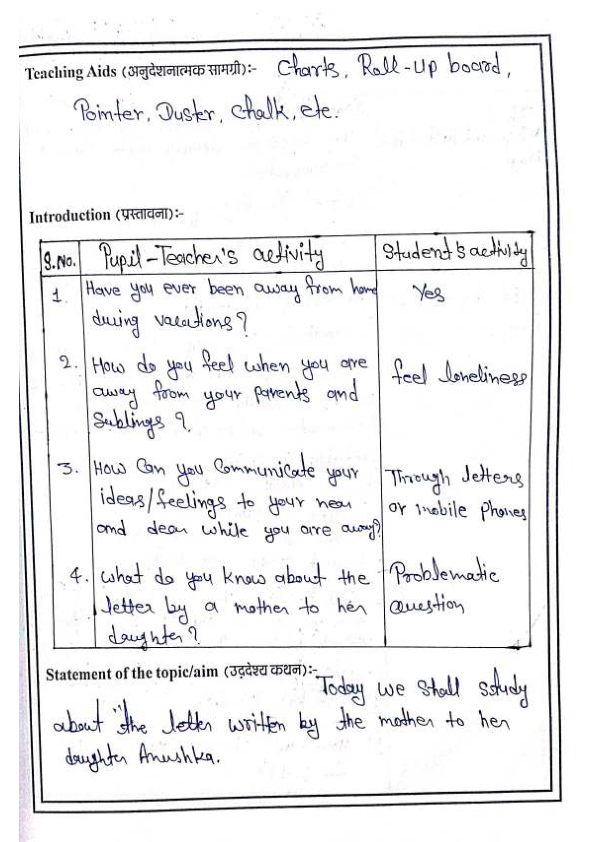 Teaching Aids (अनुदेशनात्मक सामग्री):- Charts, Roll-Up board,
Pointer, Duster, Chalk, etc.
Introduction (प्रस्तावना):-
S.No. Pupil-Teacher's activity Student's activity
1. Have you ever been away from home Yes
during vacations?
2. How do you feel when you are feel loneliness
away from your parents and
Sublings ?
3. How Can you Communicate your Through letters
ideas/feelings to your near or mobile phones
and dear while you are away?
4. What do you know about the Problematic
letter by a mother to her question
daughter?
Statement of the topic/aim (उद्देश्य कथन):-
Today we shall study
about "the letter written by the mother to her
daughter Anushka.